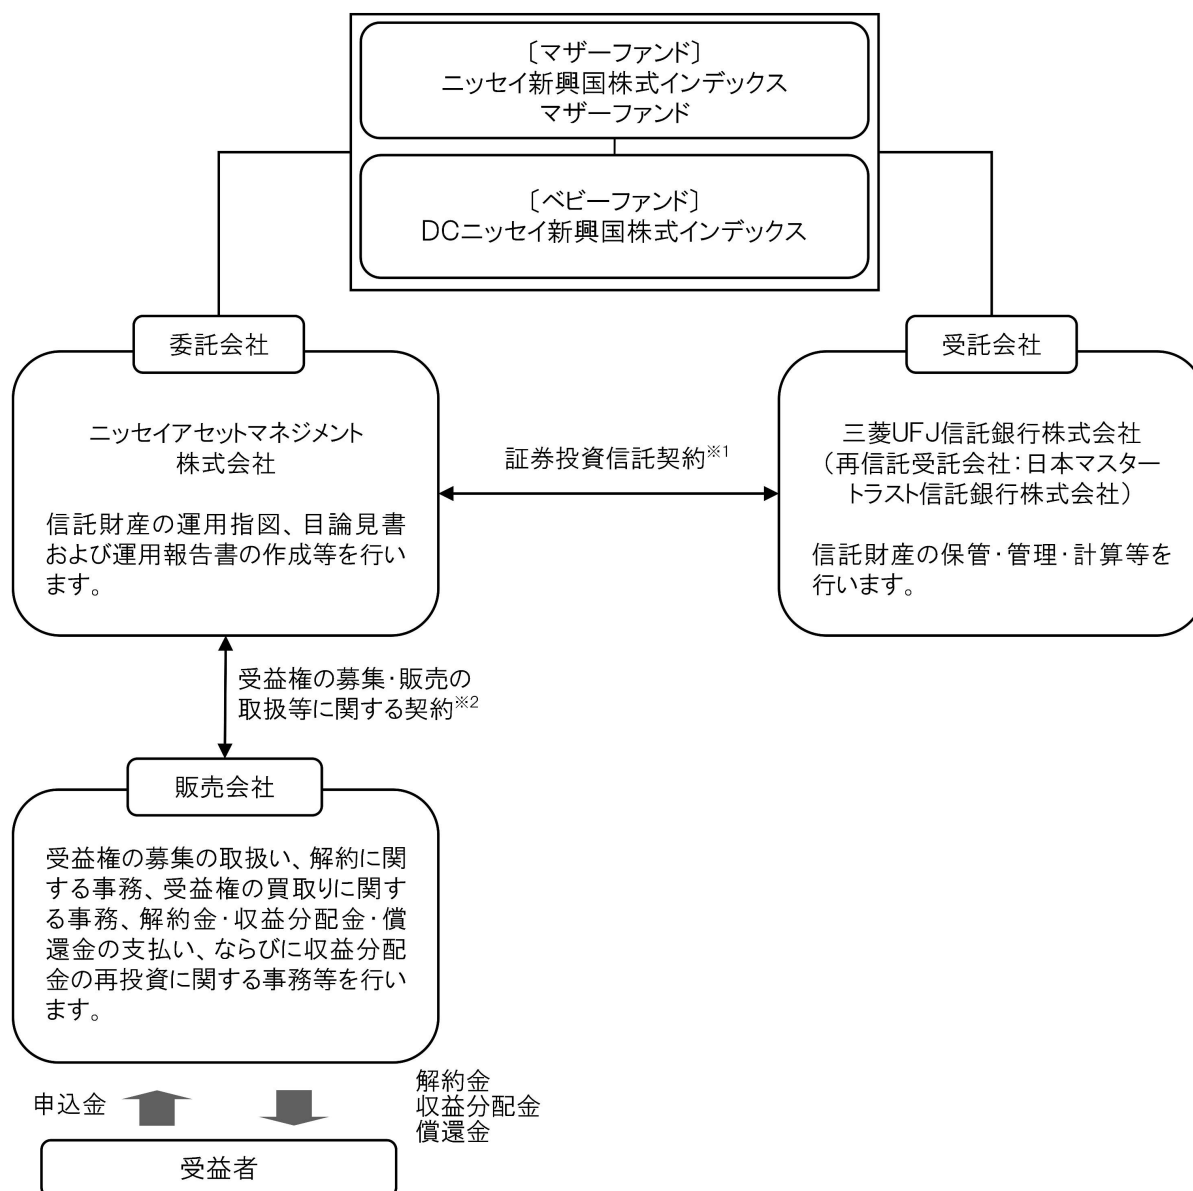 〔マザーファンド〕
ニッセイ新興国株式インデックス
マザーファンド
〔ベビーファンド〕
DCニッセイ新興国株式インデックス
委託会社
ニッセイアセットマネジメント
株式会社
信託財産の運用指図、目論見書
および運用報告書の作成等を行い
ます。
証券投資信託契約※1
受託会社
三菱UFJ信託銀行株式会社
（再信託受託会社：日本マスター
トラスト信託銀行株式会社）
信託財産の保管・管理・計算等を
行います。
受益権の募集・販売の
取扱等に関する契約※2
販売会社
受益権の募集の取扱い、解約に関
する事務、受益権の買取りに関す
る事務、解約金・収益分配金・償
還金の支払い、ならびに収益分配
金の再投資に関する事務等を行い
ます。
申込金
解約金
収益分配金
償還金
受益者